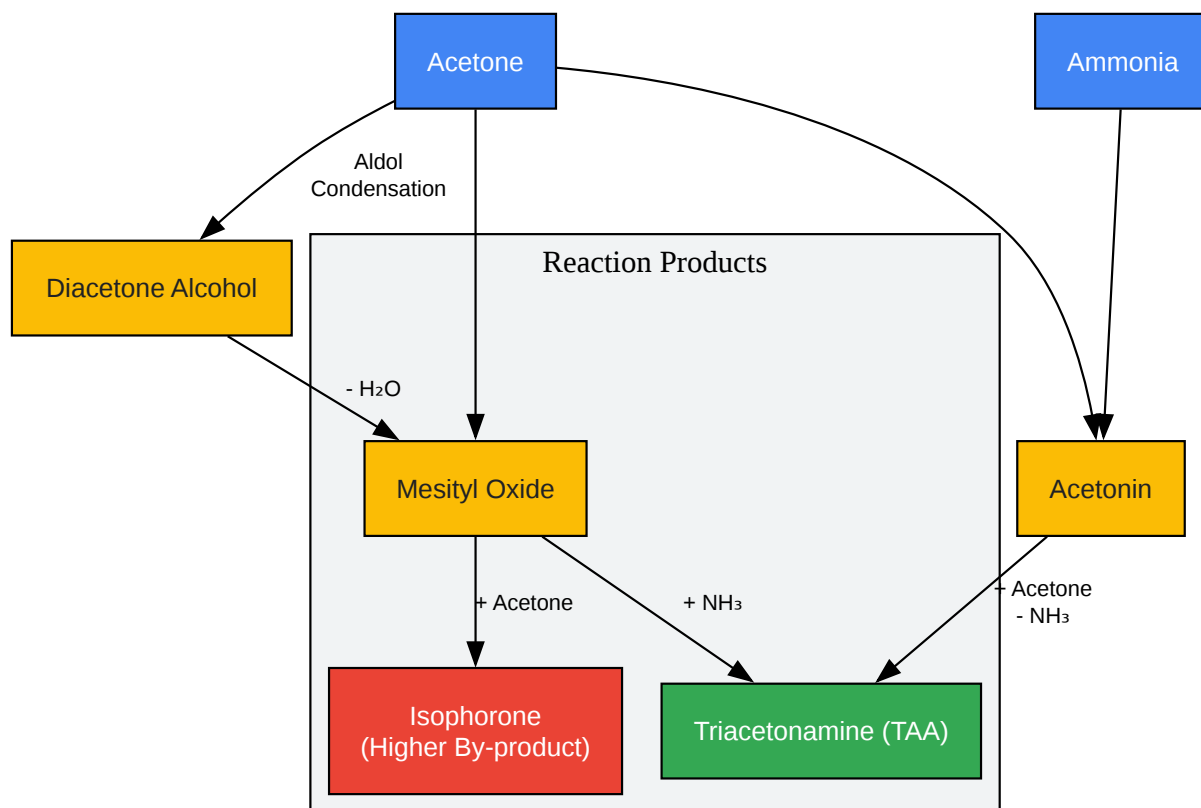 Acetone
Ammonia
Aldol
Condensation
Diacetone Alcohol
Reaction Products
- H₂O
Mesityl Oxide
Acetonin
+ Acetone
+ NH₃
+ Acetone
- NH₃
Isophorone
(Higher By-product)
Triacetonamine (TAA)